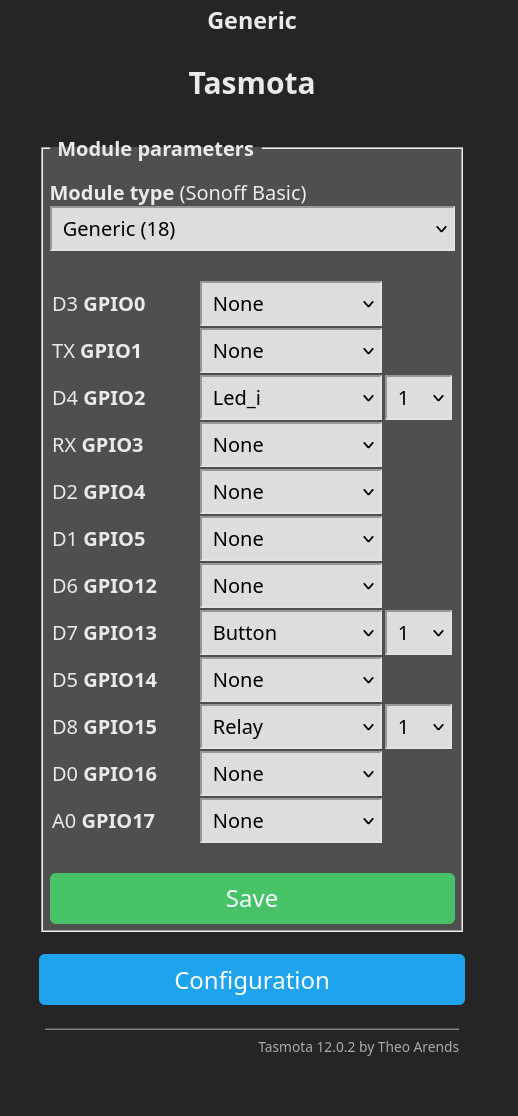 Generic
Tasmota
Module parameters
Module type (Sonoff Basic)
Generic (18)
D3 GPIO0 None
TX GPIO1 None
D4 GPIO2 Led_i 1
RX GPIO3 None
D2 GPIO4 None
D1 GPIO5 None
D6 GPIO12 None
D7 GPIO13 Button 1
D5 GPIO14 None
D8 GPIO15 Relay 1
D0 GPIO16 None
A0 GPIO17 None
Save
Configuration
Tasmota 12.0.2 by Theo Arends